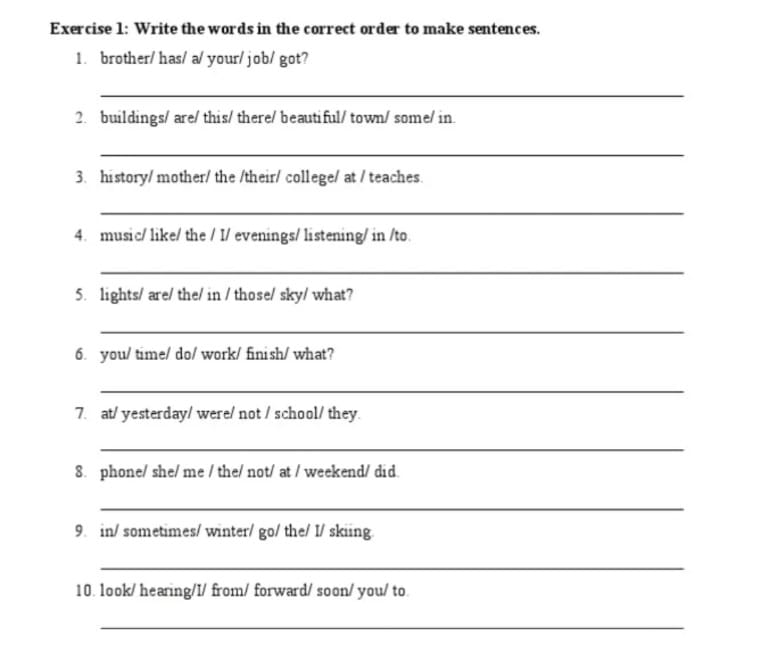 Exercise 1: Write the words in the correct order to make sentences.
1. brother/ has/ a/ your/ job/ got?
2. buildings/ are/ this/ there/ beautiful/ town/ some/ in.
3. history/ mother/ the /their/ college/ at / teaches.
4. music/ like/ the / I/ evenings/ listening/ in /to.
5. lights/ are/ the/ in / those/ sky/ what?
6. you/ time/ do/ work/ finish/ what?
7. at/ yesterday/ were/ not / school/ they.
8. phone/ she/ me / the/ not/ at / weekend/ did.
9. in/ sometimes/ winter/ go/ the/ I/ skiing.
10. look/ hearing/I/ from/ forward/ soon/ you/ to.